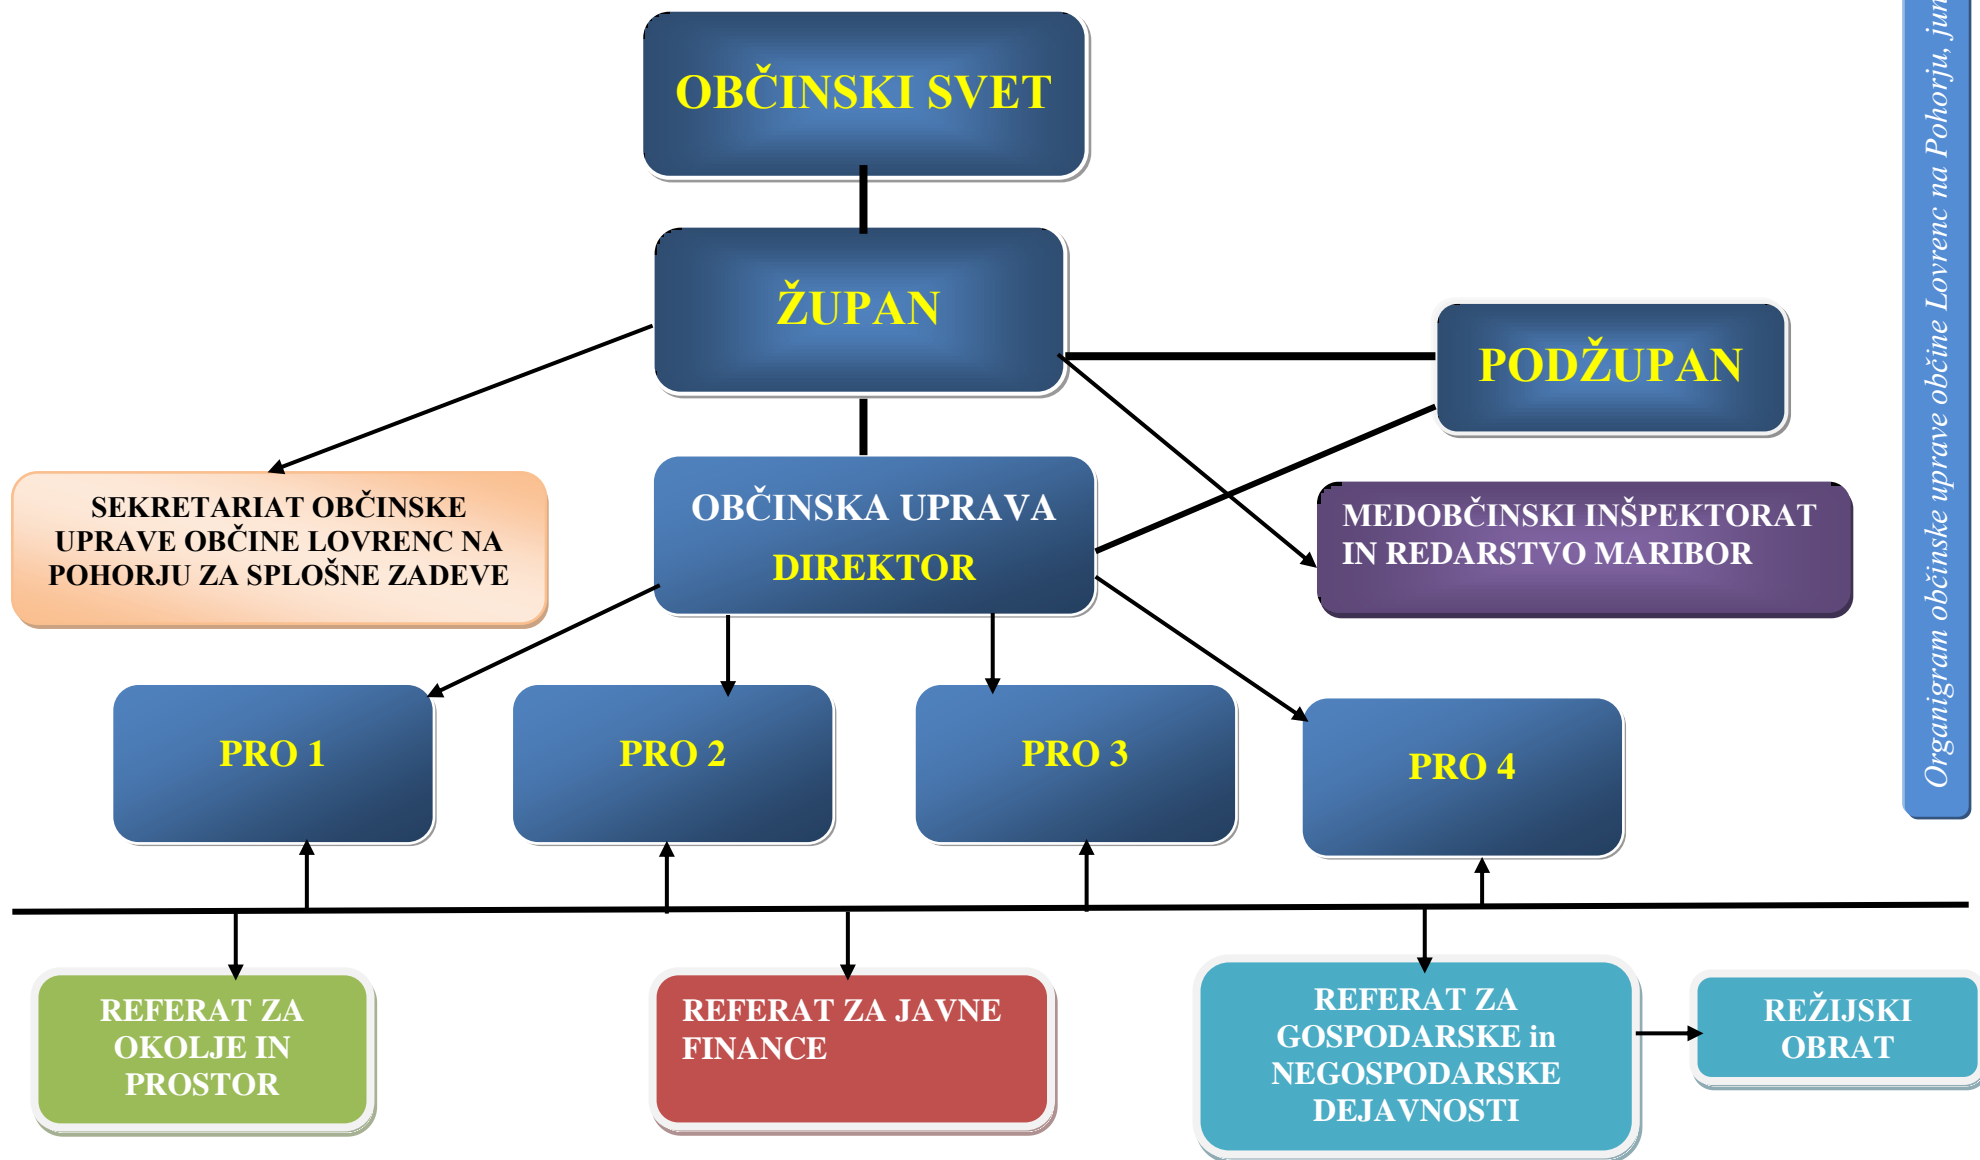 OBČINSKI SVET
ŽUPAN
PODŽUPAN
SEKRETARIAT OBČINSKE
UPRAVE OBČINE LOVRENC NA
POHORJU ZA SPLOŠNE ZADEVE
OBČINSKA UPRAVA
DIREKTOR
MEDOBČINSKI INŠPEKTORAT
IN REDARSTVO MARIBOR
PRO 1
PRO 2
PRO 3
PRO 4
REFERAT ZA
OKOLJE IN
PROSTOR
REFERAT ZA JAVNE
FINANCE
REFERAT ZA
GOSPODARSKE in
NEGOSPODARSKE
DEJAVNOSTI
REŽIJSKI
OBRAT
Organigram občinske uprave občine Lovrenc na Pohorju,